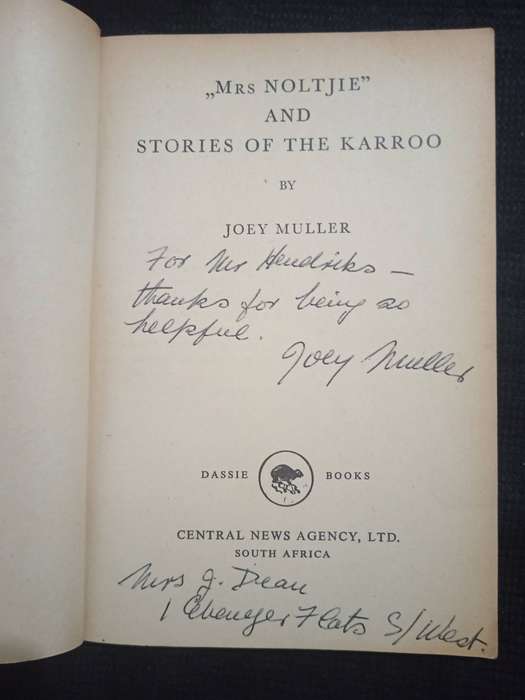 „Mrs NOLTJIE”
AND
STORIES OF THE KARROO
BY
JOEY MULLER
For Mr Hendriks –
thanks for being so
helpful.
Joey Muller
DASSIE BOOKS
CENTRAL NEWS AGENCY, LTD.
SOUTH AFRICA
Mrs J. Dean
1 Ebenezer Flats S/West.